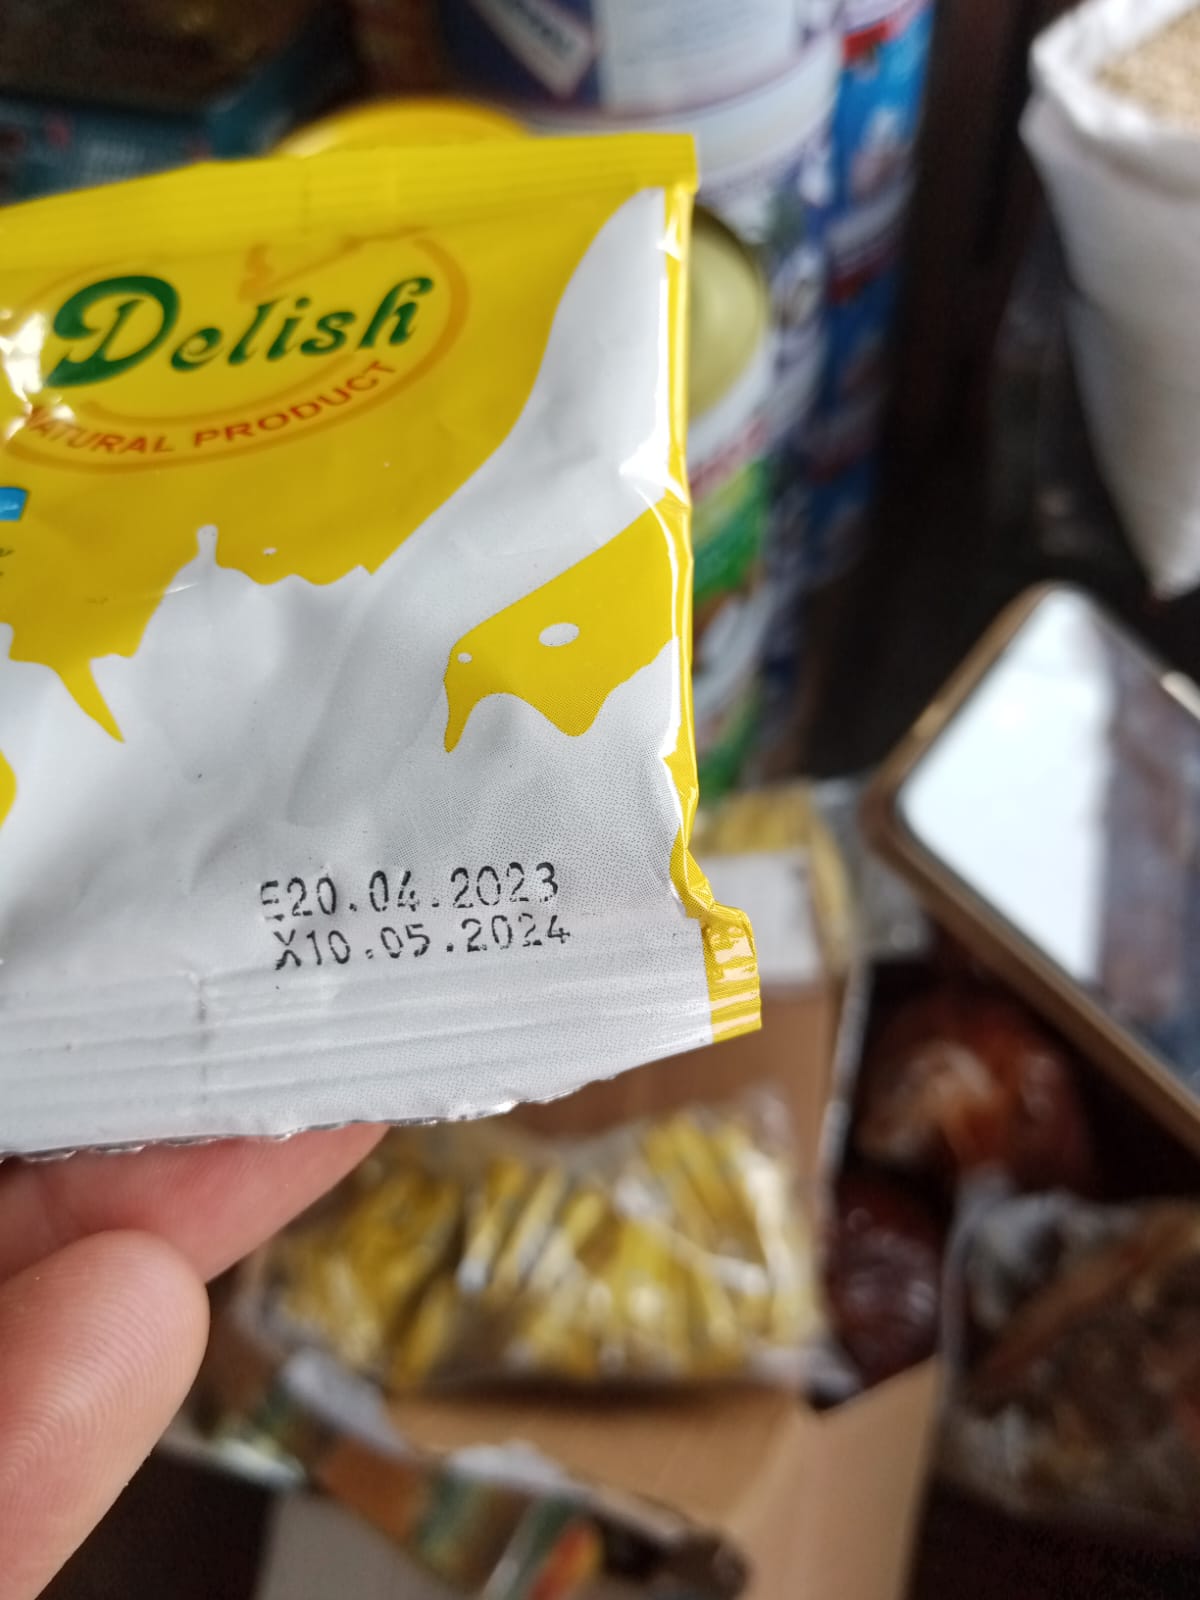 Delish
NATURAL PRODUCT
E20.04.2023
X10.05.2024